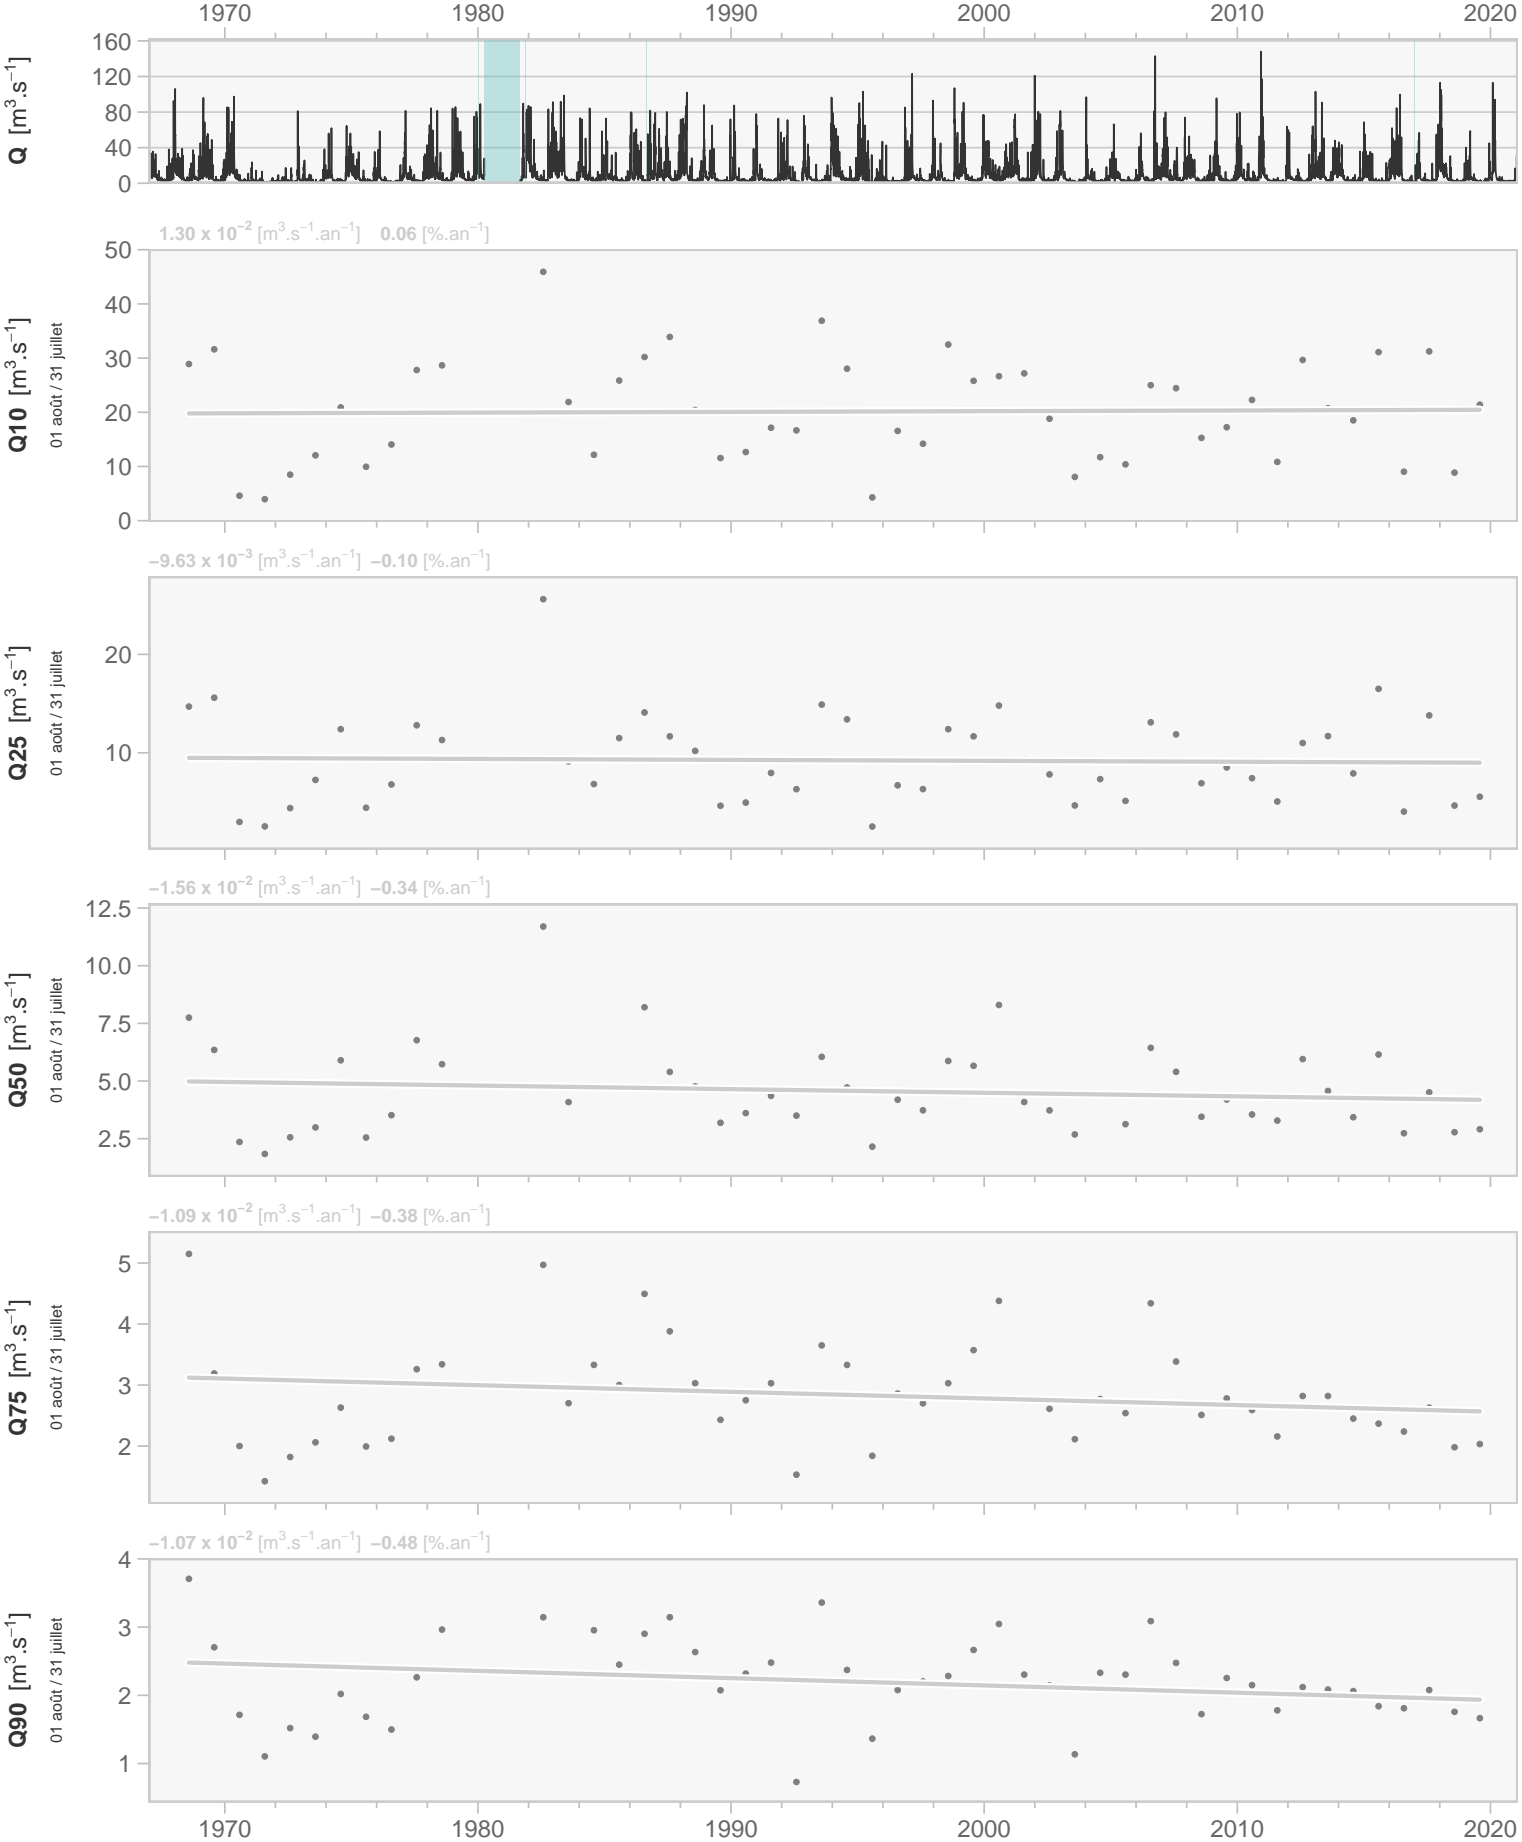 1970 1980 1990 2000 2010 2020
Q [m³.s⁻¹]
160
120
80
40
0
1.30 x 10⁻² [m³.s⁻¹.an⁻¹] 0.06 [%.an⁻¹]
Q10 [m³.s⁻¹]
01 août / 31 juillet
50
40
30
20
10
0
−9.63 x 10⁻³ [m³.s⁻¹.an⁻¹] −0.10 [%.an⁻¹]
Q25 [m³.s⁻¹]
01 août / 31 juillet
20
10
−1.56 x 10⁻² [m³.s⁻¹.an⁻¹] −0.34 [%.an⁻¹]
Q50 [m³.s⁻¹]
01 août / 31 juillet
12.5
10.0
7.5
5.0
2.5
−1.09 x 10⁻² [m³.s⁻¹.an⁻¹] −0.38 [%.an⁻¹]
Q75 [m³.s⁻¹]
01 août / 31 juillet
5
4
3
2
−1.07 x 10⁻² [m³.s⁻¹.an⁻¹] −0.48 [%.an⁻¹]
Q90 [m³.s⁻¹]
01 août / 31 juillet
4
3
2
1
1970 1980 1990 2000 2010 2020